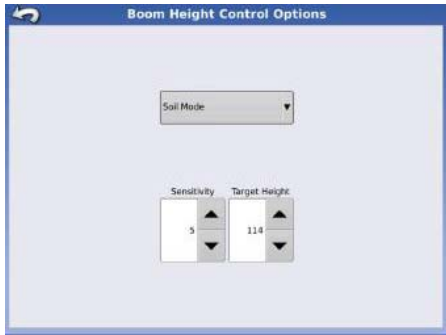 Boom Height Control Options
Soil Mode
Sensitivity Target Height
5 114